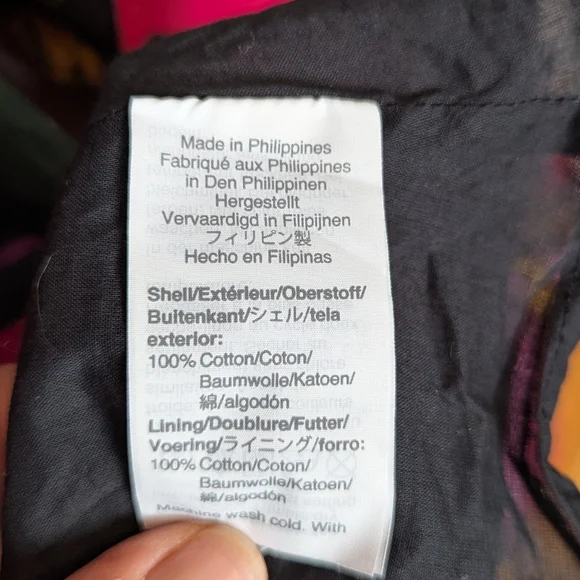 Made in Philippines
Fabriqué aux Philippines
in Den Philippinen
Hergestellt
Vervaardigd in Filipijnen
フィリピン製
Hecho en Filipinas
Shell/Extérieur/Oberstoff/
Buitenkant/シェル/tela
exterior:
100% Cotton/Coton/
Baumwolle/Katoen/
綿/algodón
Lining/Doublure/Futter/
Voering/ライニング/forro:
100% Cotton/Coton/
Baumwolle/Katoen/
綿/algodón
Machine wash cold. With